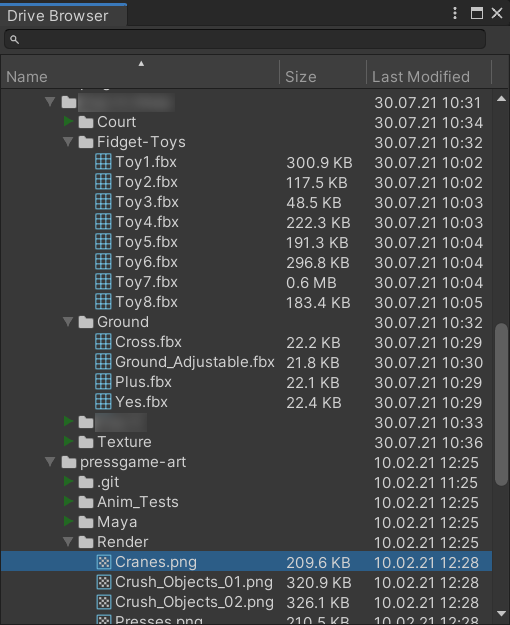 Drive Browser
Name Size Last Modified
30.07.21 10:31
Court 30.07.21 10:34
Fidget-Toys 30.07.21 10:32
Toy1.fbx 300.9 KB 30.07.21 10:02
Toy2.fbx 117.5 KB 30.07.21 10:02
Toy3.fbx 48.5 KB 30.07.21 10:03
Toy4.fbx 222.3 KB 30.07.21 10:03
Toy5.fbx 191.3 KB 30.07.21 10:04
Toy6.fbx 296.8 KB 30.07.21 10:04
Toy7.fbx 0.6 MB 30.07.21 10:04
Toy8.fbx 183.4 KB 30.07.21 10:05
Ground 30.07.21 10:32
Cross.fbx 22.2 KB 30.07.21 10:29
Ground_Adjustable.fbx 21.8 KB 30.07.21 10:30
Plus.fbx 22.1 KB 30.07.21 10:29
Yes.fbx 22.4 KB 30.07.21 10:29
30.07.21 10:33
Texture 30.07.21 10:36
pressgame-art 10.02.21 12:25
.git 10.02.21 11:25
Anim_Tests 10.02.21 12:25
Maya 10.02.21 12:25
Render 10.02.21 12:25
Cranes.png 209.6 KB 10.02.21 12:28
Crush_Objects_01.png 320.9 KB 10.02.21 12:28
Crush_Objects_02.png 326.1 KB 10.02.21 12:28
Presses.png 210.5 KB 10.02.21 12:28